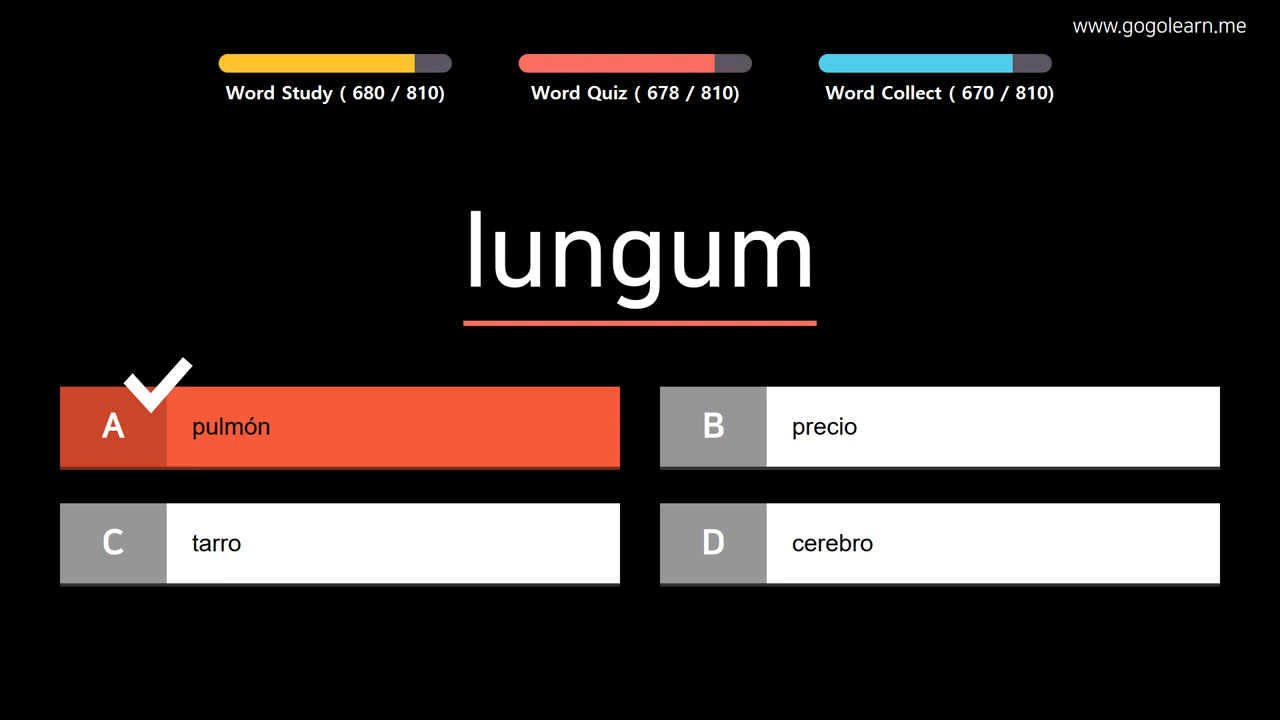 www.gogolearn.me
Word Study ( 680 / 810)
Word Quiz ( 678 / 810)
Word Collect ( 670 / 810)
lungum
A pulmón
B precio
C tarro
D cerebro